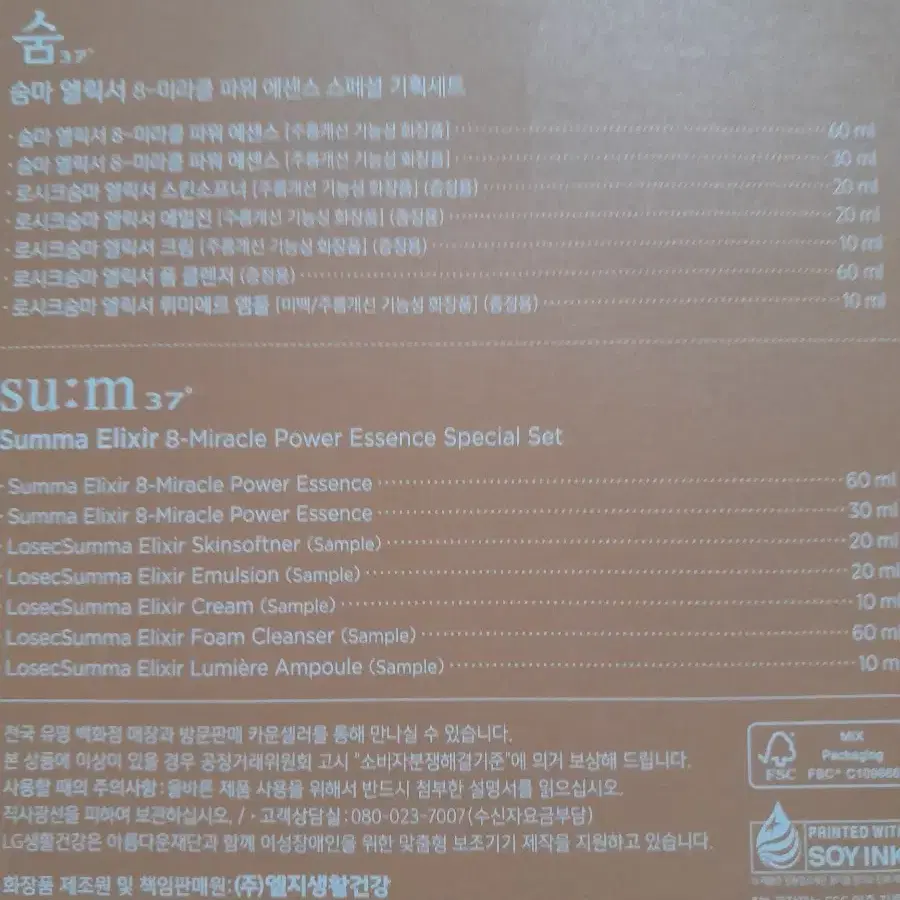 숨37°
숨마 엘릭서 8-미라클 파워 에센스 스페셜 기획세트
· 숨마 엘릭서 8-미라클 파워 에센스 [주름개선 기능성 화장품] 60 ml
· 숨마 엘릭서 8-미라클 파워 에센스 [주름개선 기능성 화장품] 30 ml
· 로시크숨마 엘릭서 스킨소프너 [주름개선 기능성 화장품] (증정용) 20 ml
· 로시크숨마 엘릭서 에멀전 [주름개선 기능성 화장품] (증정용) 20 ml
· 로시크숨마 엘릭서 크림 [주름개선 기능성 화장품] (증정용) 10 ml
· 로시크숨마 엘릭서 폼 클렌저 (증정용) 60 ml
· 로시크숨마 엘릭서 뤼미에르 앰플 [미백/주름개선 기능성 화장품] (증정용) 10 ml
su:m37°
Summa Elixir 8-Miracle Power Essence Special Set
· Summa Elixir 8-Miracle Power Essence 60 ml
· Summa Elixir 8-Miracle Power Essence 30 ml
· LosecSumma Elixir Skinsoftner (Sample) 20 ml
· LosecSumma Elixir Emulsion (Sample) 20 ml
· LosecSumma Elixir Cream (Sample) 10 ml
· LosecSumma Elixir Foam Cleanser (Sample) 60 ml
· LosecSumma Elixir Lumière Ampoule (Sample) 10 m
전국 유명 백화점 매장과 방문판매 카운셀러를 통해 만나실 수 있습니다.
본 상품에 이상이 있을 경우 공정거래위원회 고시 "소비자분쟁해결기준"에 의거 보상해 드립니다.
사용할 때의 주의사항 : 올바른 제품 사용을 위해서 반드시 첨부한 설명서를 읽으십시오.
직사광선을 피하여 보관하십시오. / · 고객상담실 : 080-023-7007 (수신자요금부담)
LG생활건강은 아름다운재단과 함께 여성장애인을 위한 맞춤형 보조기기 제작을 지원하고 있습니다.
화장품 제조원 및 책임판매원 : (주)엘지생활건강
FSC
MIX
Packaging
FSC®
PRINTED WITH
SOY INK